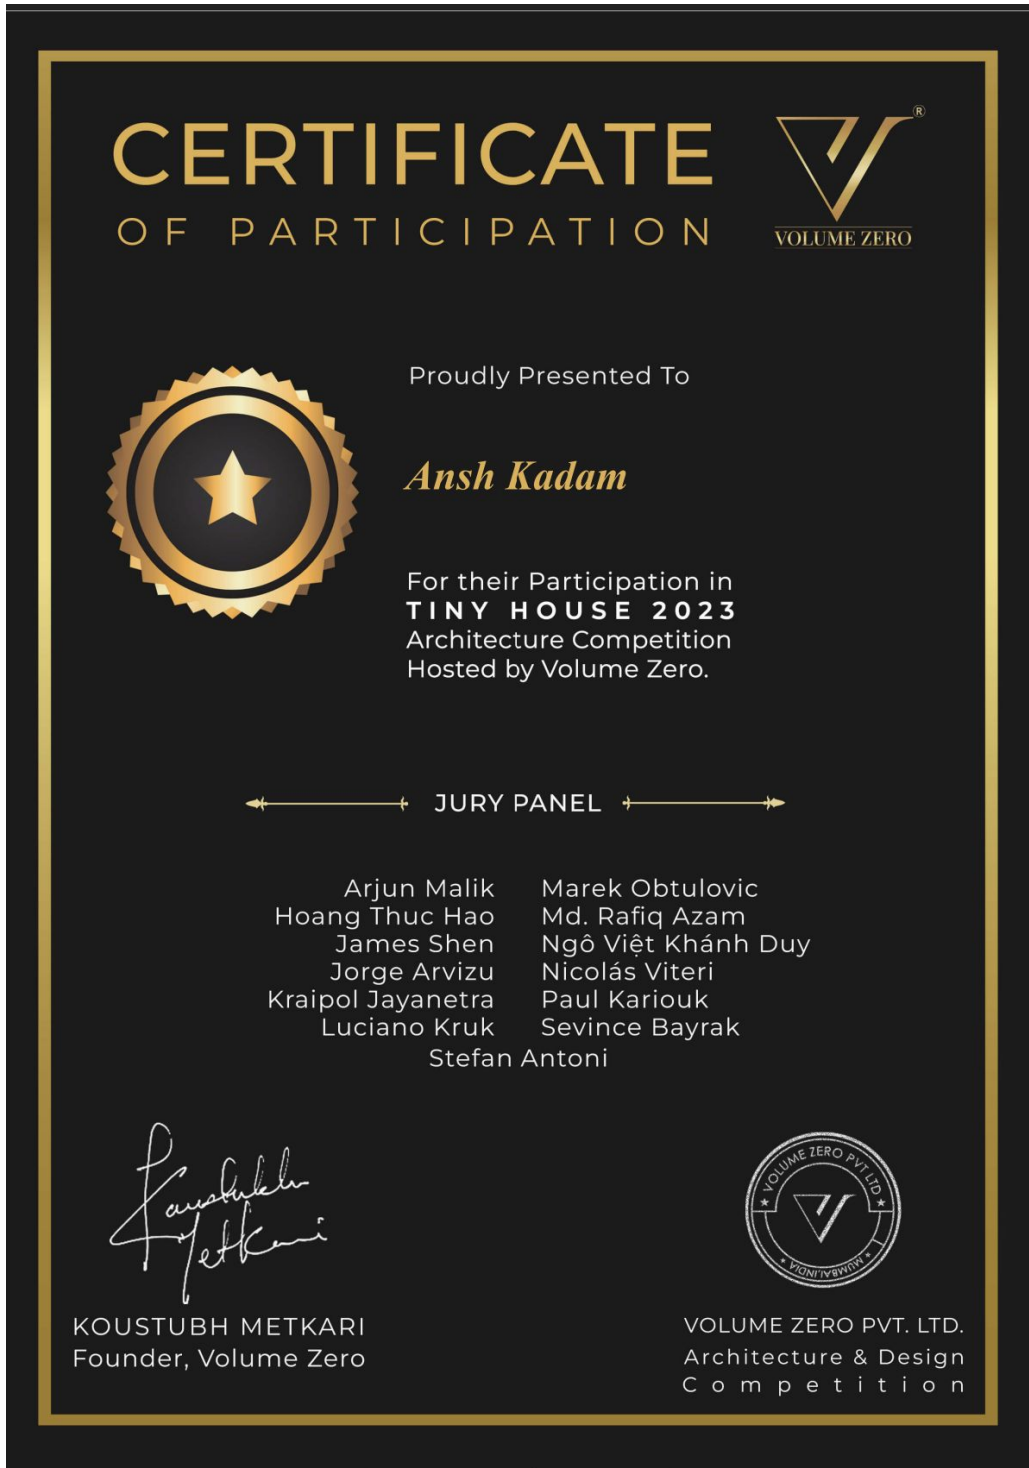 CERTIFICATE
OF PARTICIPATION
®
VOLUME ZERO
Proudly Presented To
Ansh Kadam
For their Participation in
TINY HOUSE 2023
Architecture Competition
Hosted by Volume Zero.
JURY PANEL
Arjun Malik
Hoang Thuc Hao
James Shen
Jorge Arvizu
Kraipol Jayanetra
Luciano Kruk
Marek Obtulovic
Md. Rafiq Azam
Ngô Việt Khánh Duy
Nicolás Viteri
Paul Kariouk
Sevince Bayrak
Stefan Antoni
Koustubh
Metkari
KOUSTUBH METKARI
Founder, Volume Zero
VOLUME ZERO PVT LTD
MUMBAI,INDIA
VOLUME ZERO PVT. LTD.
Architecture & Design
Competition